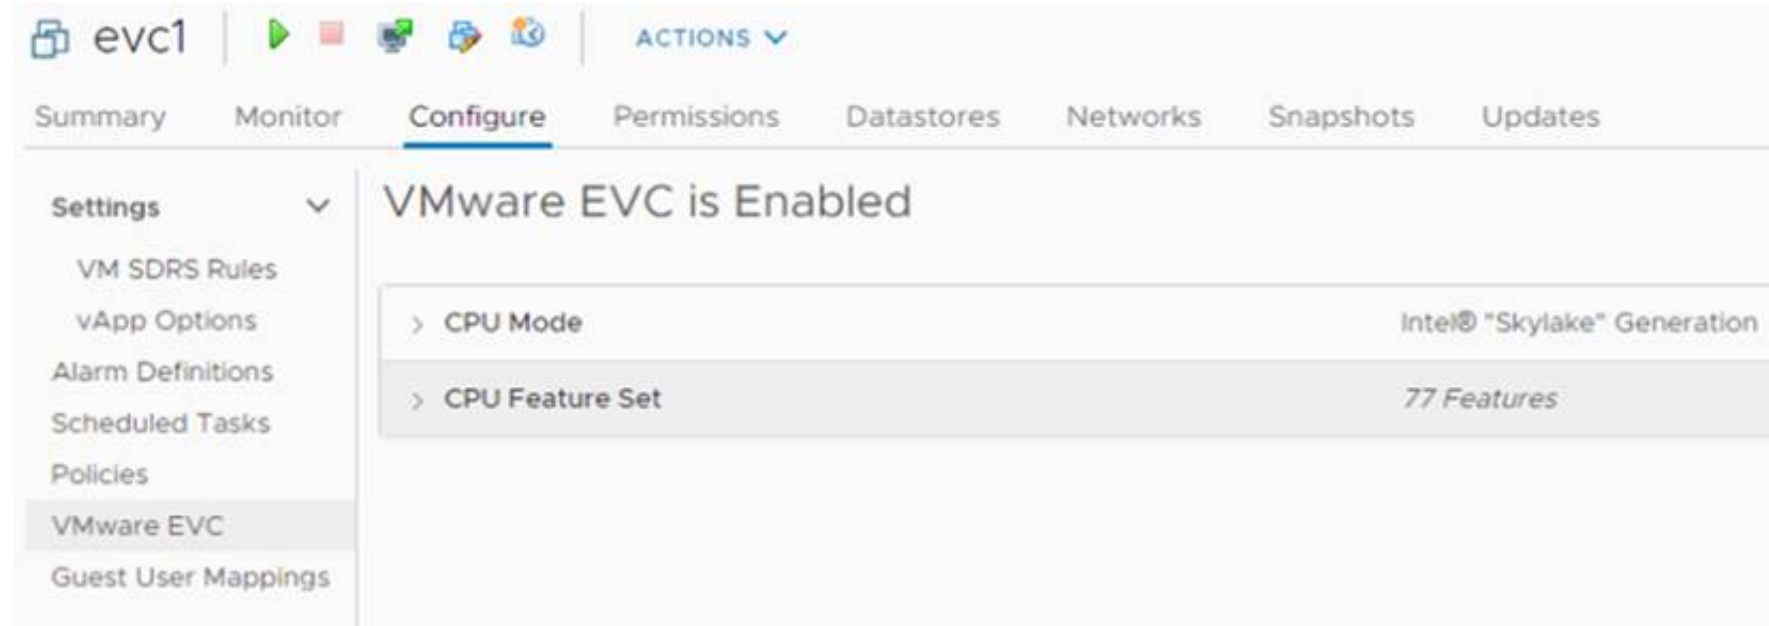 evc1 ACTIONS
Summary Monitor Configure Permissions Datastores Networks Snapshots Updates
Settings
VM SDRS Rules
vApp Options
Alarm Definitions
Scheduled Tasks
Policies
VMware EVC
Guest User Mappings
VMware EVC is Enabled
CPU Mode Intel® "Skylake" Generation
CPU Feature Set 77 Features